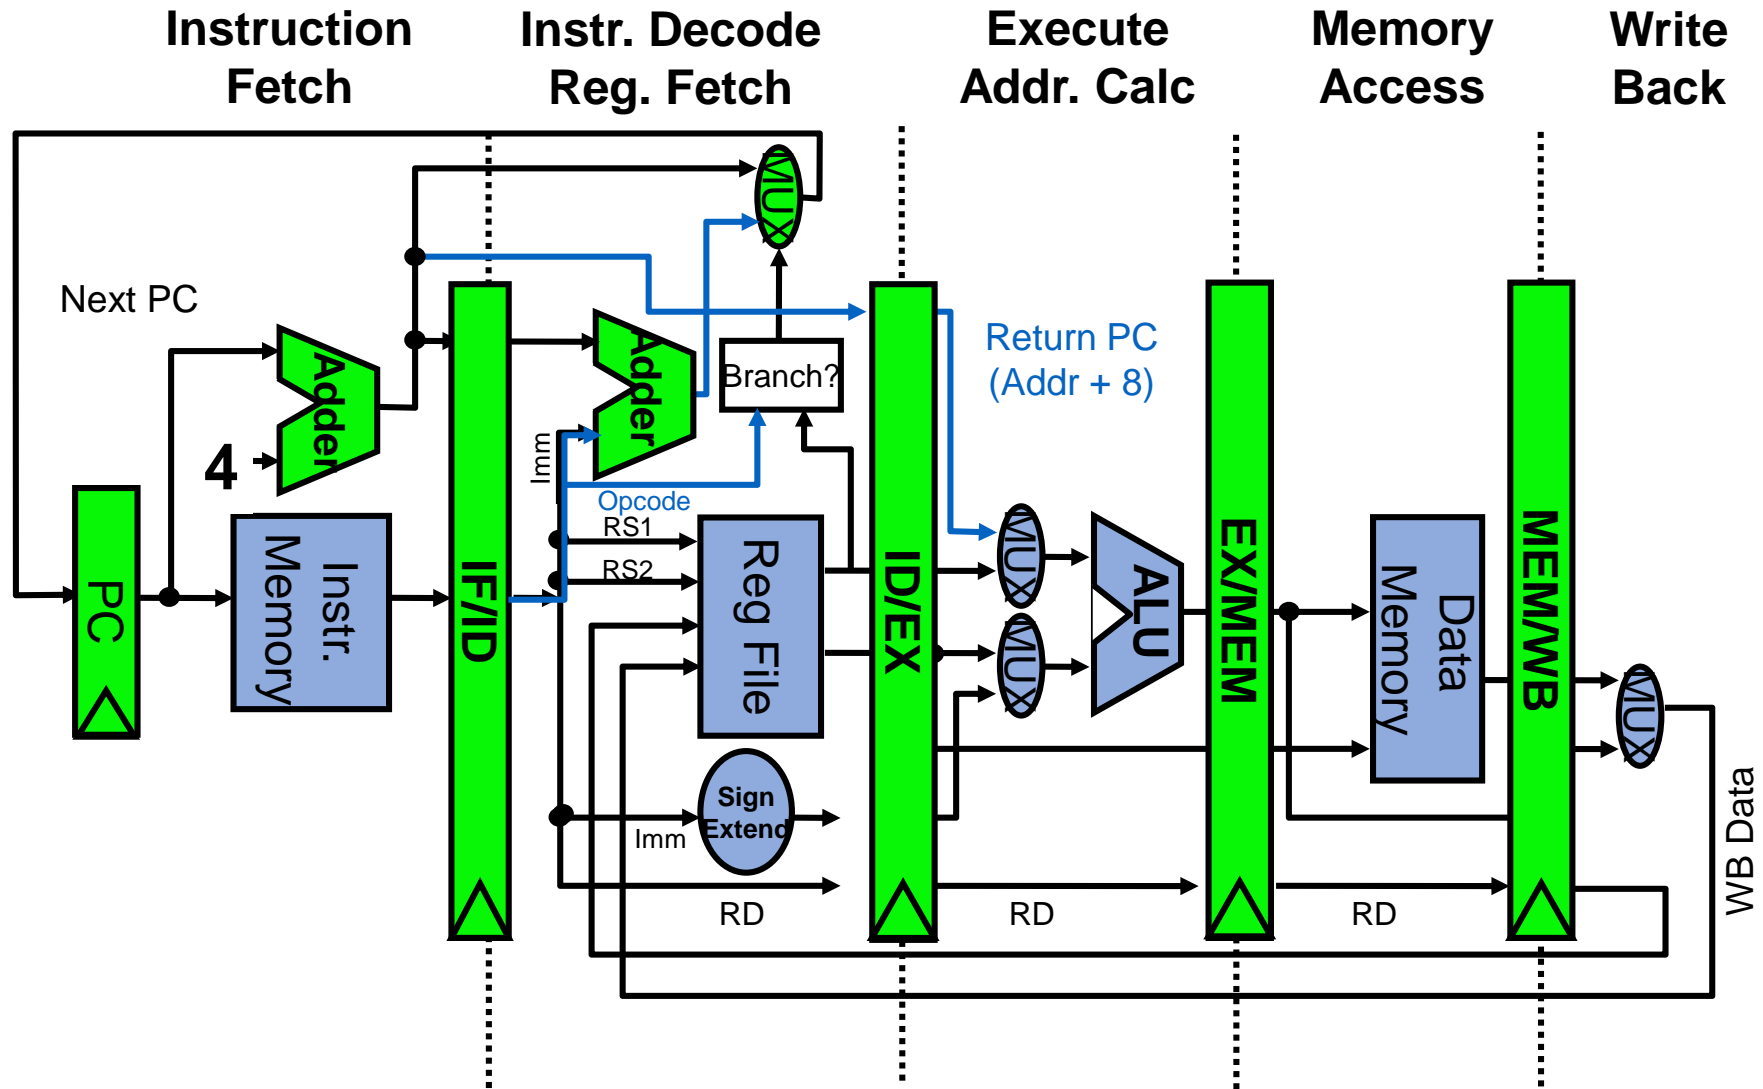 Instruction
Fetch
Instr. Decode
Reg. Fetch
Execute
Addr. Calc
Memory
Access
Write
Back
Next PC
4
Adder
PC
Instr.
Memory
IF/ID
Adder
MUX
Branch?
Imm
Opcode
RS1
RS2
Reg File
Sign
Extend
Imm
RD
ID/EX
Return PC
(Addr + 8)
MUX
MUX
ALU
RD
EX/MEM
Data
Memory
RD
MEM/WB
MUX
WB Data